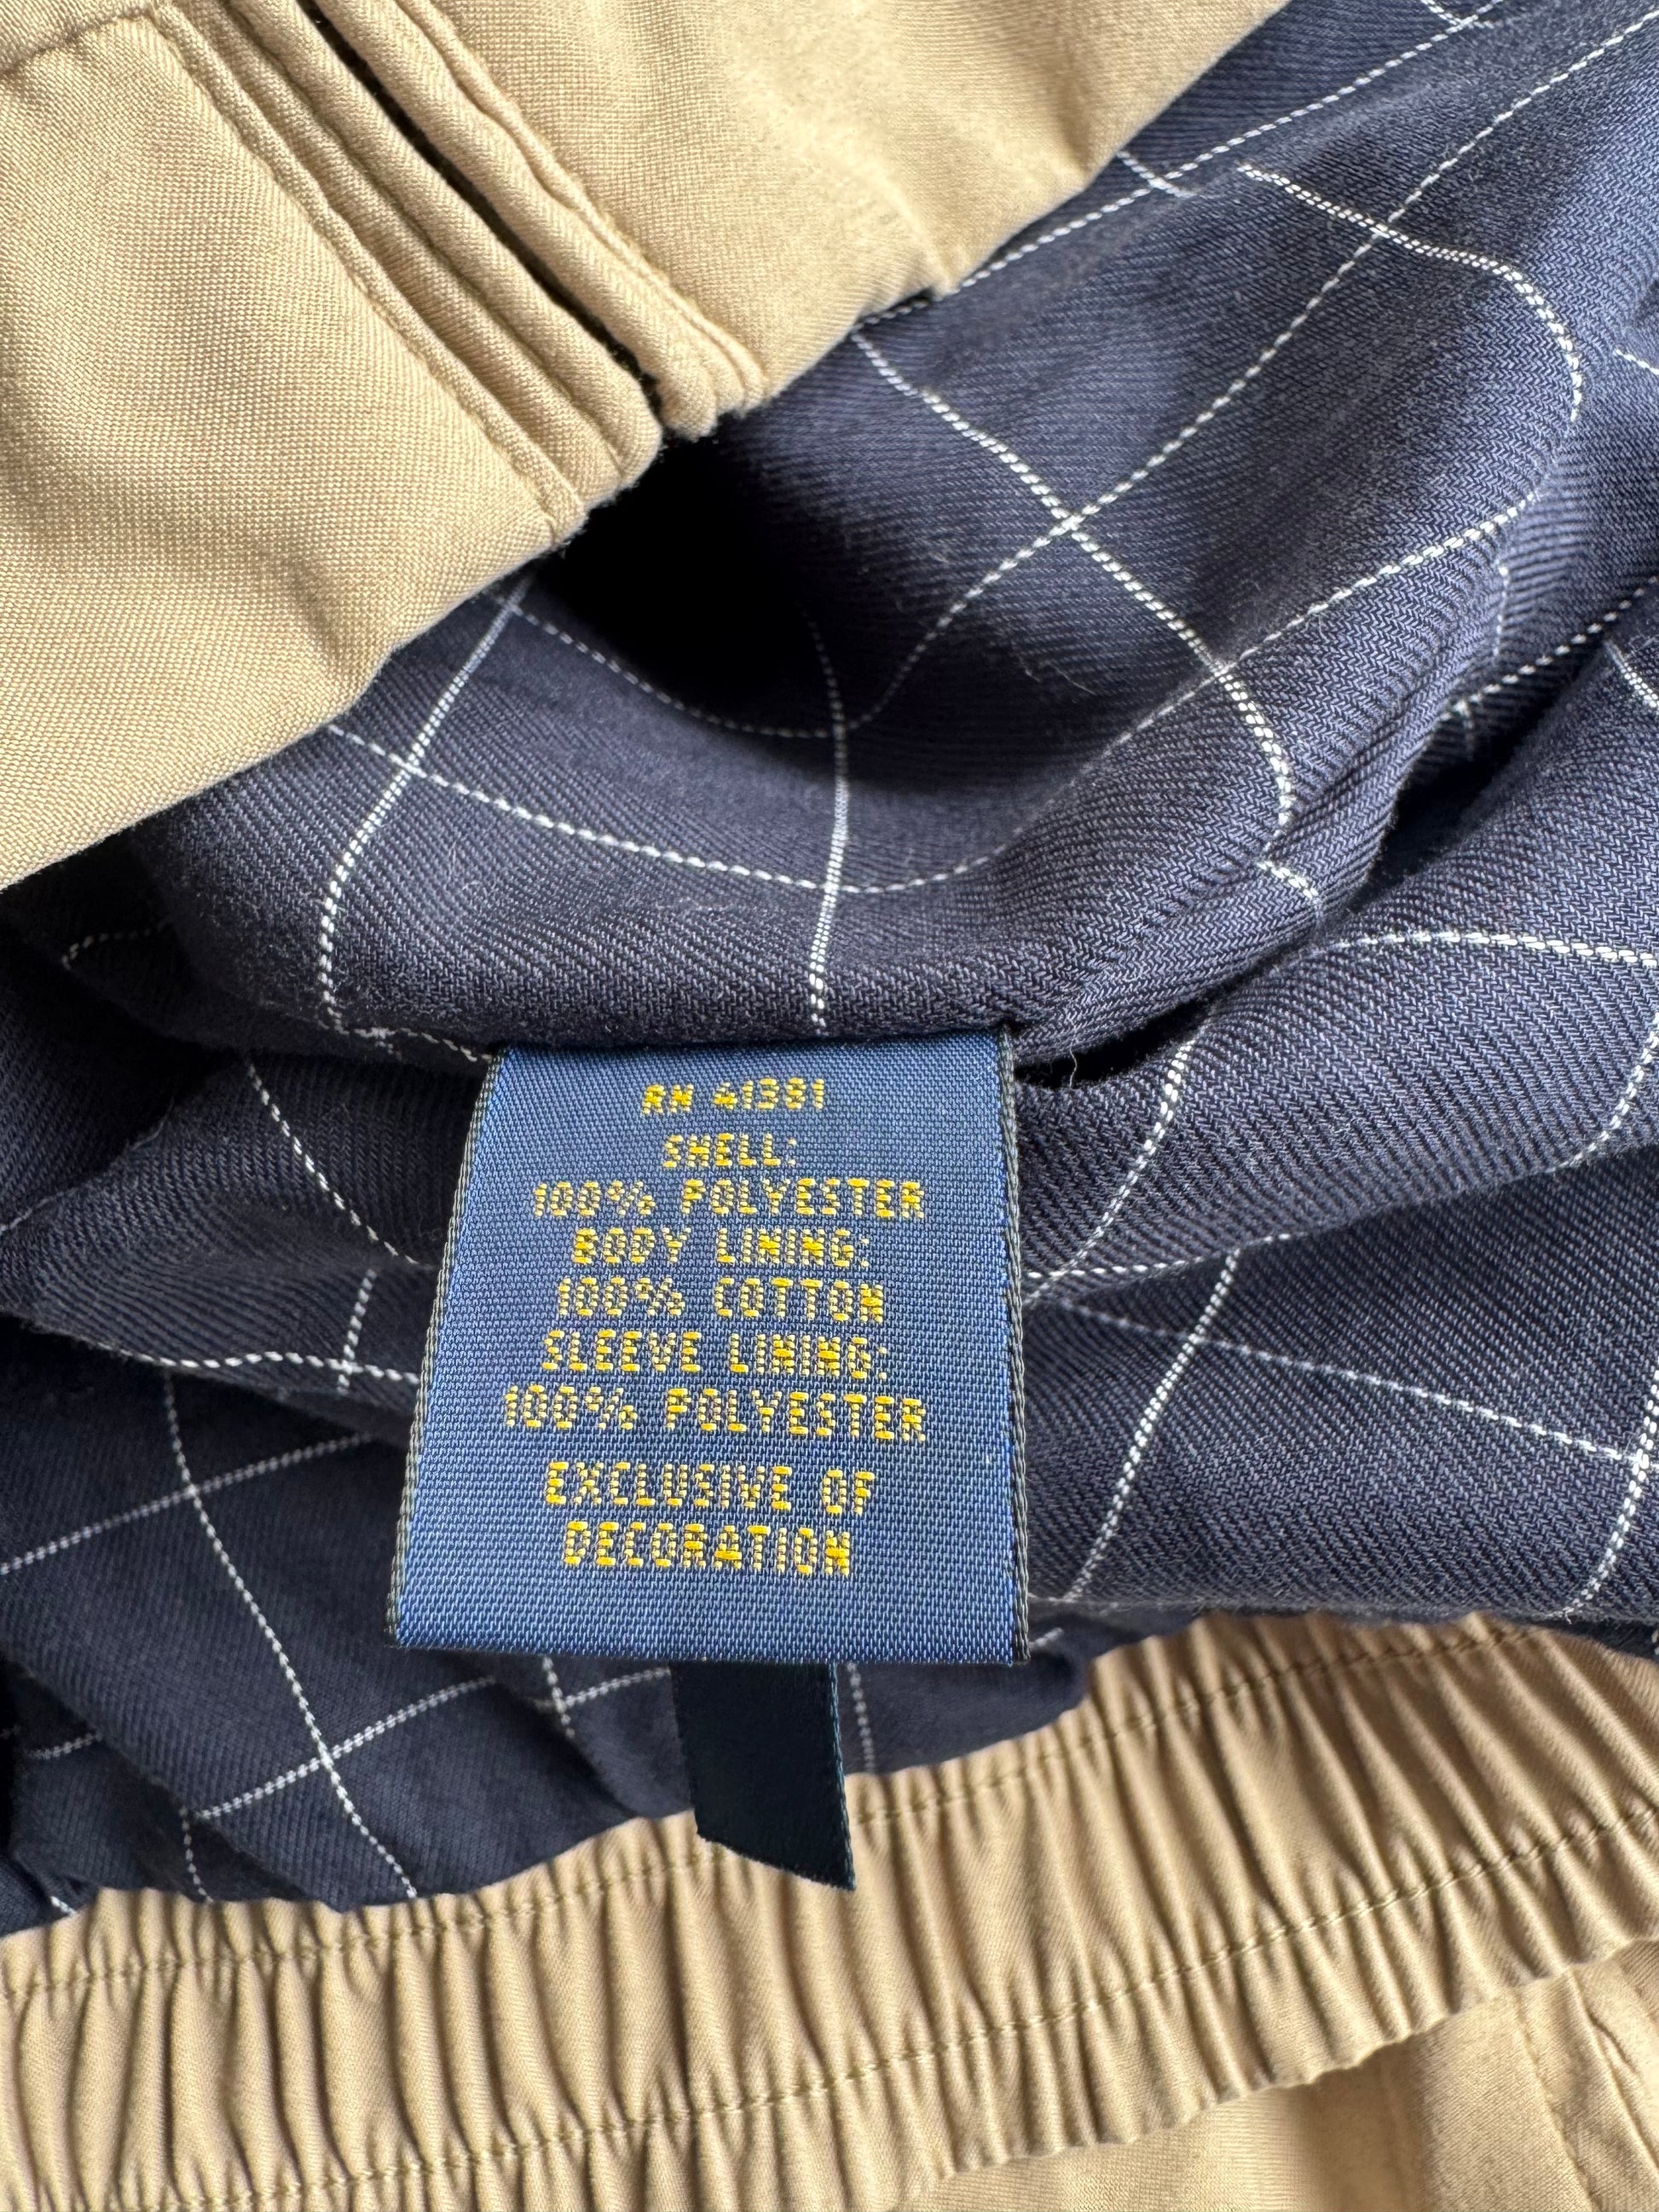 RN 41381
SHELL:
100% POLYESTER
BODY LINING:
100% COTTON
SLEEVE LINING:
100% POLYESTER
EXCLUSIVE OF
DECORATION